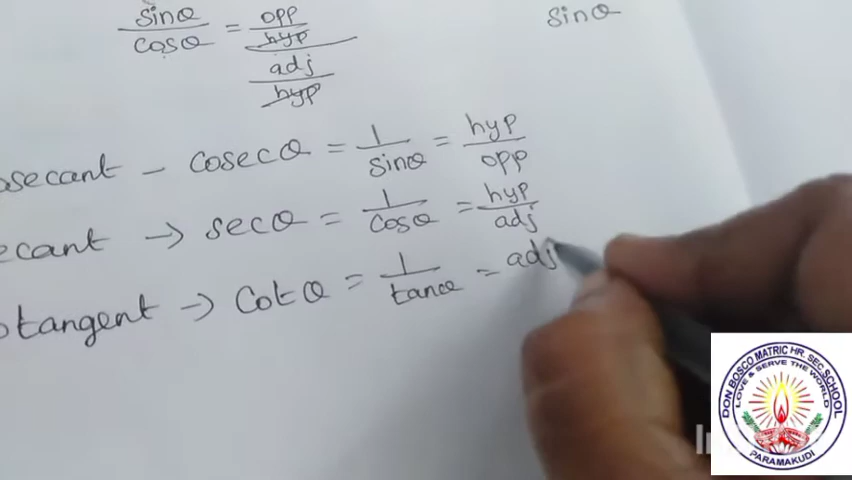 sinθ/cosθ = opp/hyp / adj/hyp
sinθ
osecant - cosecθ = 1/sinθ = hyp/opp
ecant → secθ = 1/cosθ = hyp/adj
otangent → Cotθ = 1/tanθ = adj
DON BOSCO MATRIC HR. SEC. SCHOOL
LOVE & SERVE THE WORLD
PARAMAKUDI